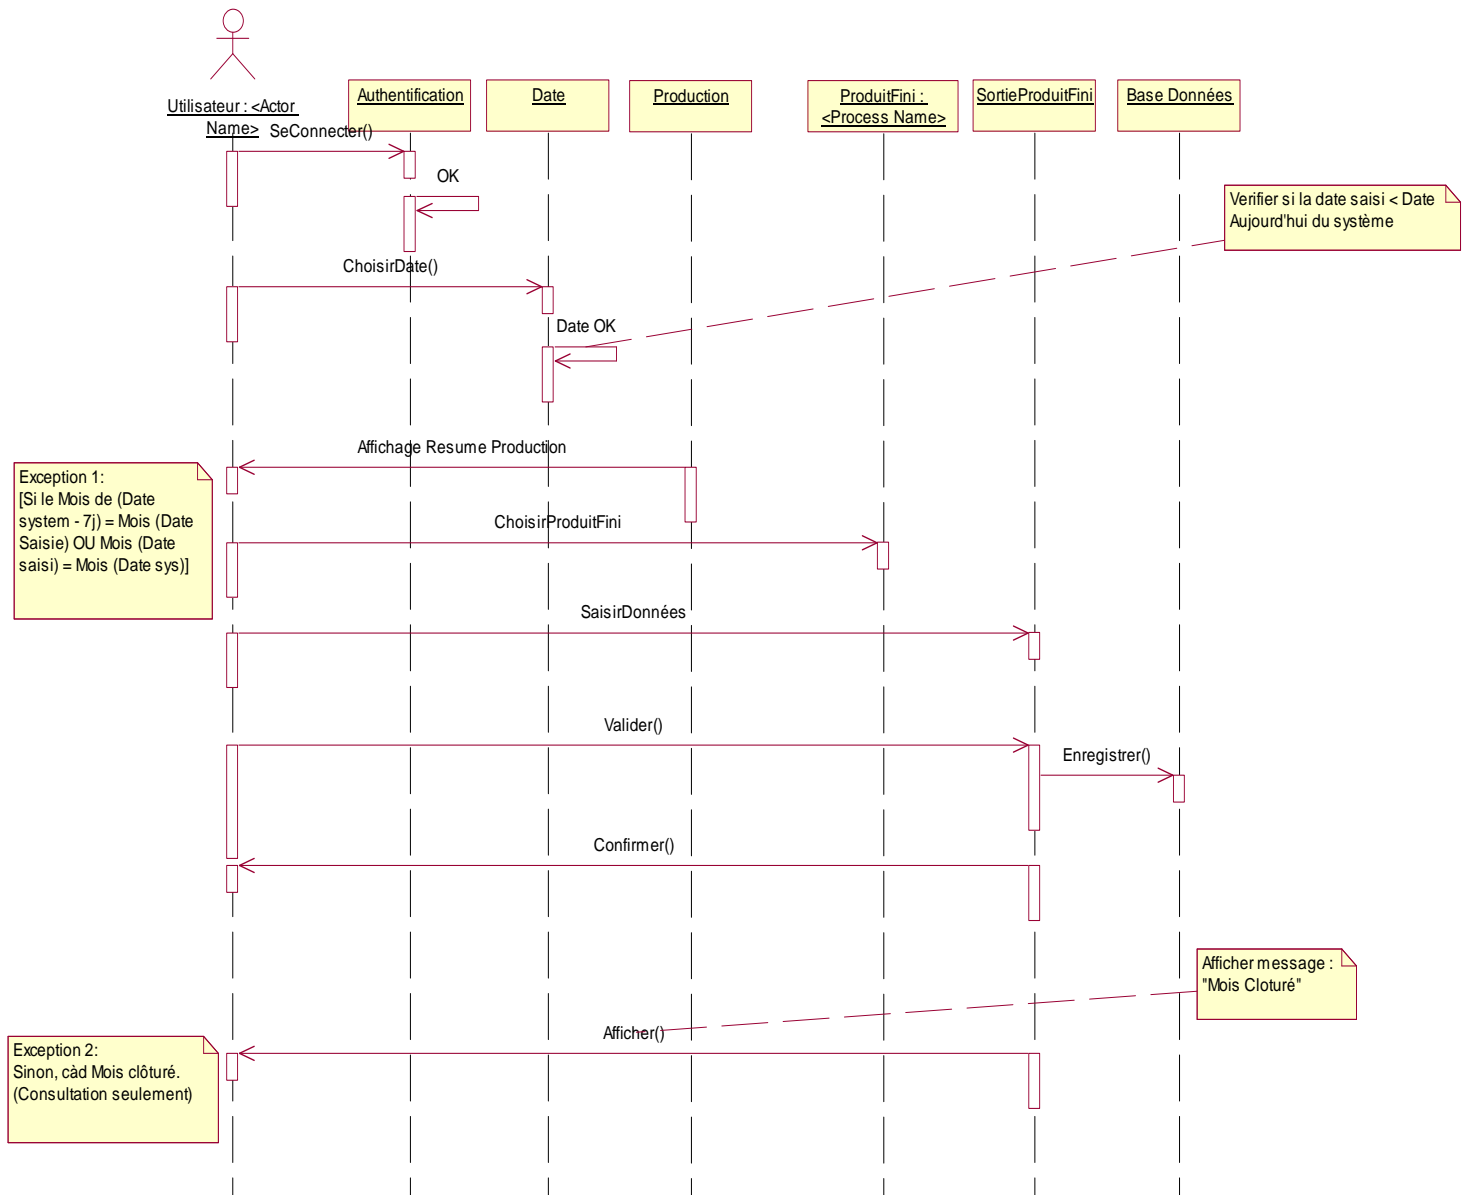 Utilisateur : <Actor
Name>
Authentification
Date
Production
ProduitFini :
<Process Name>
SortieProduitFini
Base Données
SeConnecter()
OK
Verifier si la date saisi < Date
Aujourd'hui du système
ChoisirDate()
Date OK
Affichage Resume Production
Exception 1:
[Si le Mois de (Date
system - 7j) = Mois (Date
Saisie) OU Mois (Date
saisi) = Mois (Date sys)]
ChoisirProduitFini
SaisirDonnées
Valider()
Enregistrer()
Confirmer()
Afficher message :
"Mois Cloturé"
Afficher()
Exception 2:
Sinon, càd Mois clôturé.
(Consultation seulement)